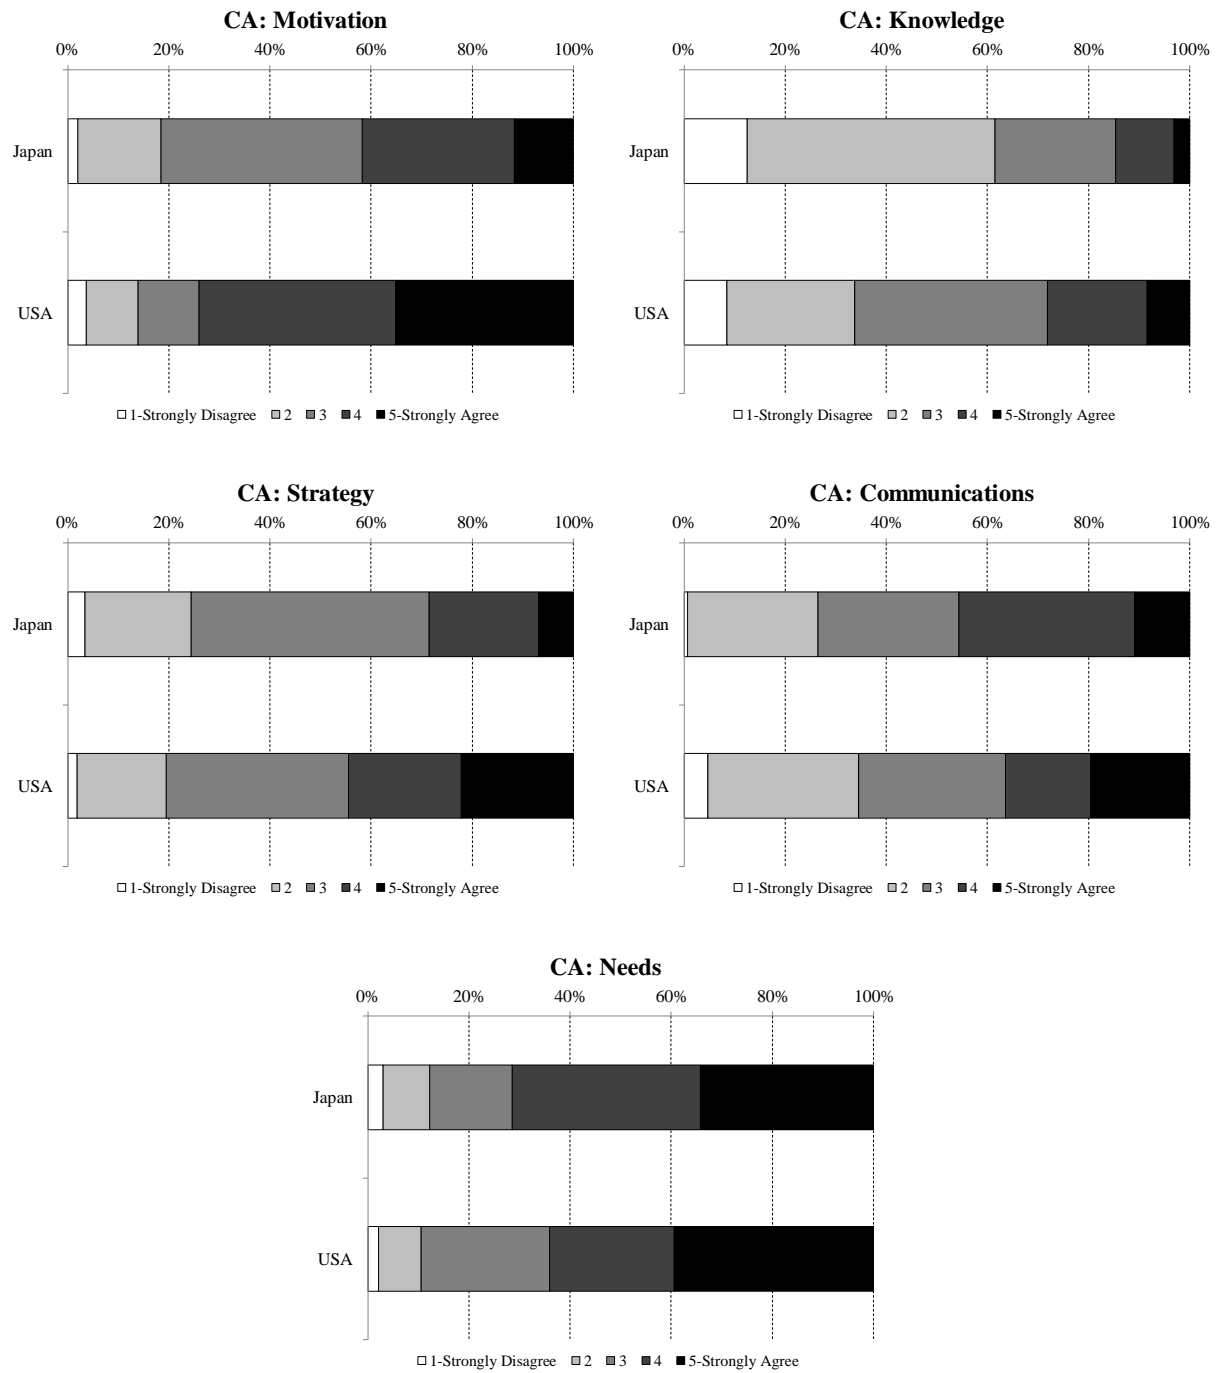 CA: Motivation
0% 20% 40% 60% 80% 100%
Japan
USA
1-Strongly Disagree 2 3 4 5-Strongly Agree
CA: Knowledge
0% 20% 40% 60% 80% 100%
Japan
USA
1-Strongly Disagree 2 3 4 5-Strongly Agree
CA: Strategy
0% 20% 40% 60% 80% 100%
Japan
USA
1-Strongly Disagree 2 3 4 5-Strongly Agree
CA: Communications
0% 20% 40% 60% 80% 100%
Japan
USA
1-Strongly Disagree 2 3 4 5-Strongly Agree
CA: Needs
0% 20% 40% 60% 80% 100%
Japan
USA
1-Strongly Disagree 2 3 4 5-Strongly Agree